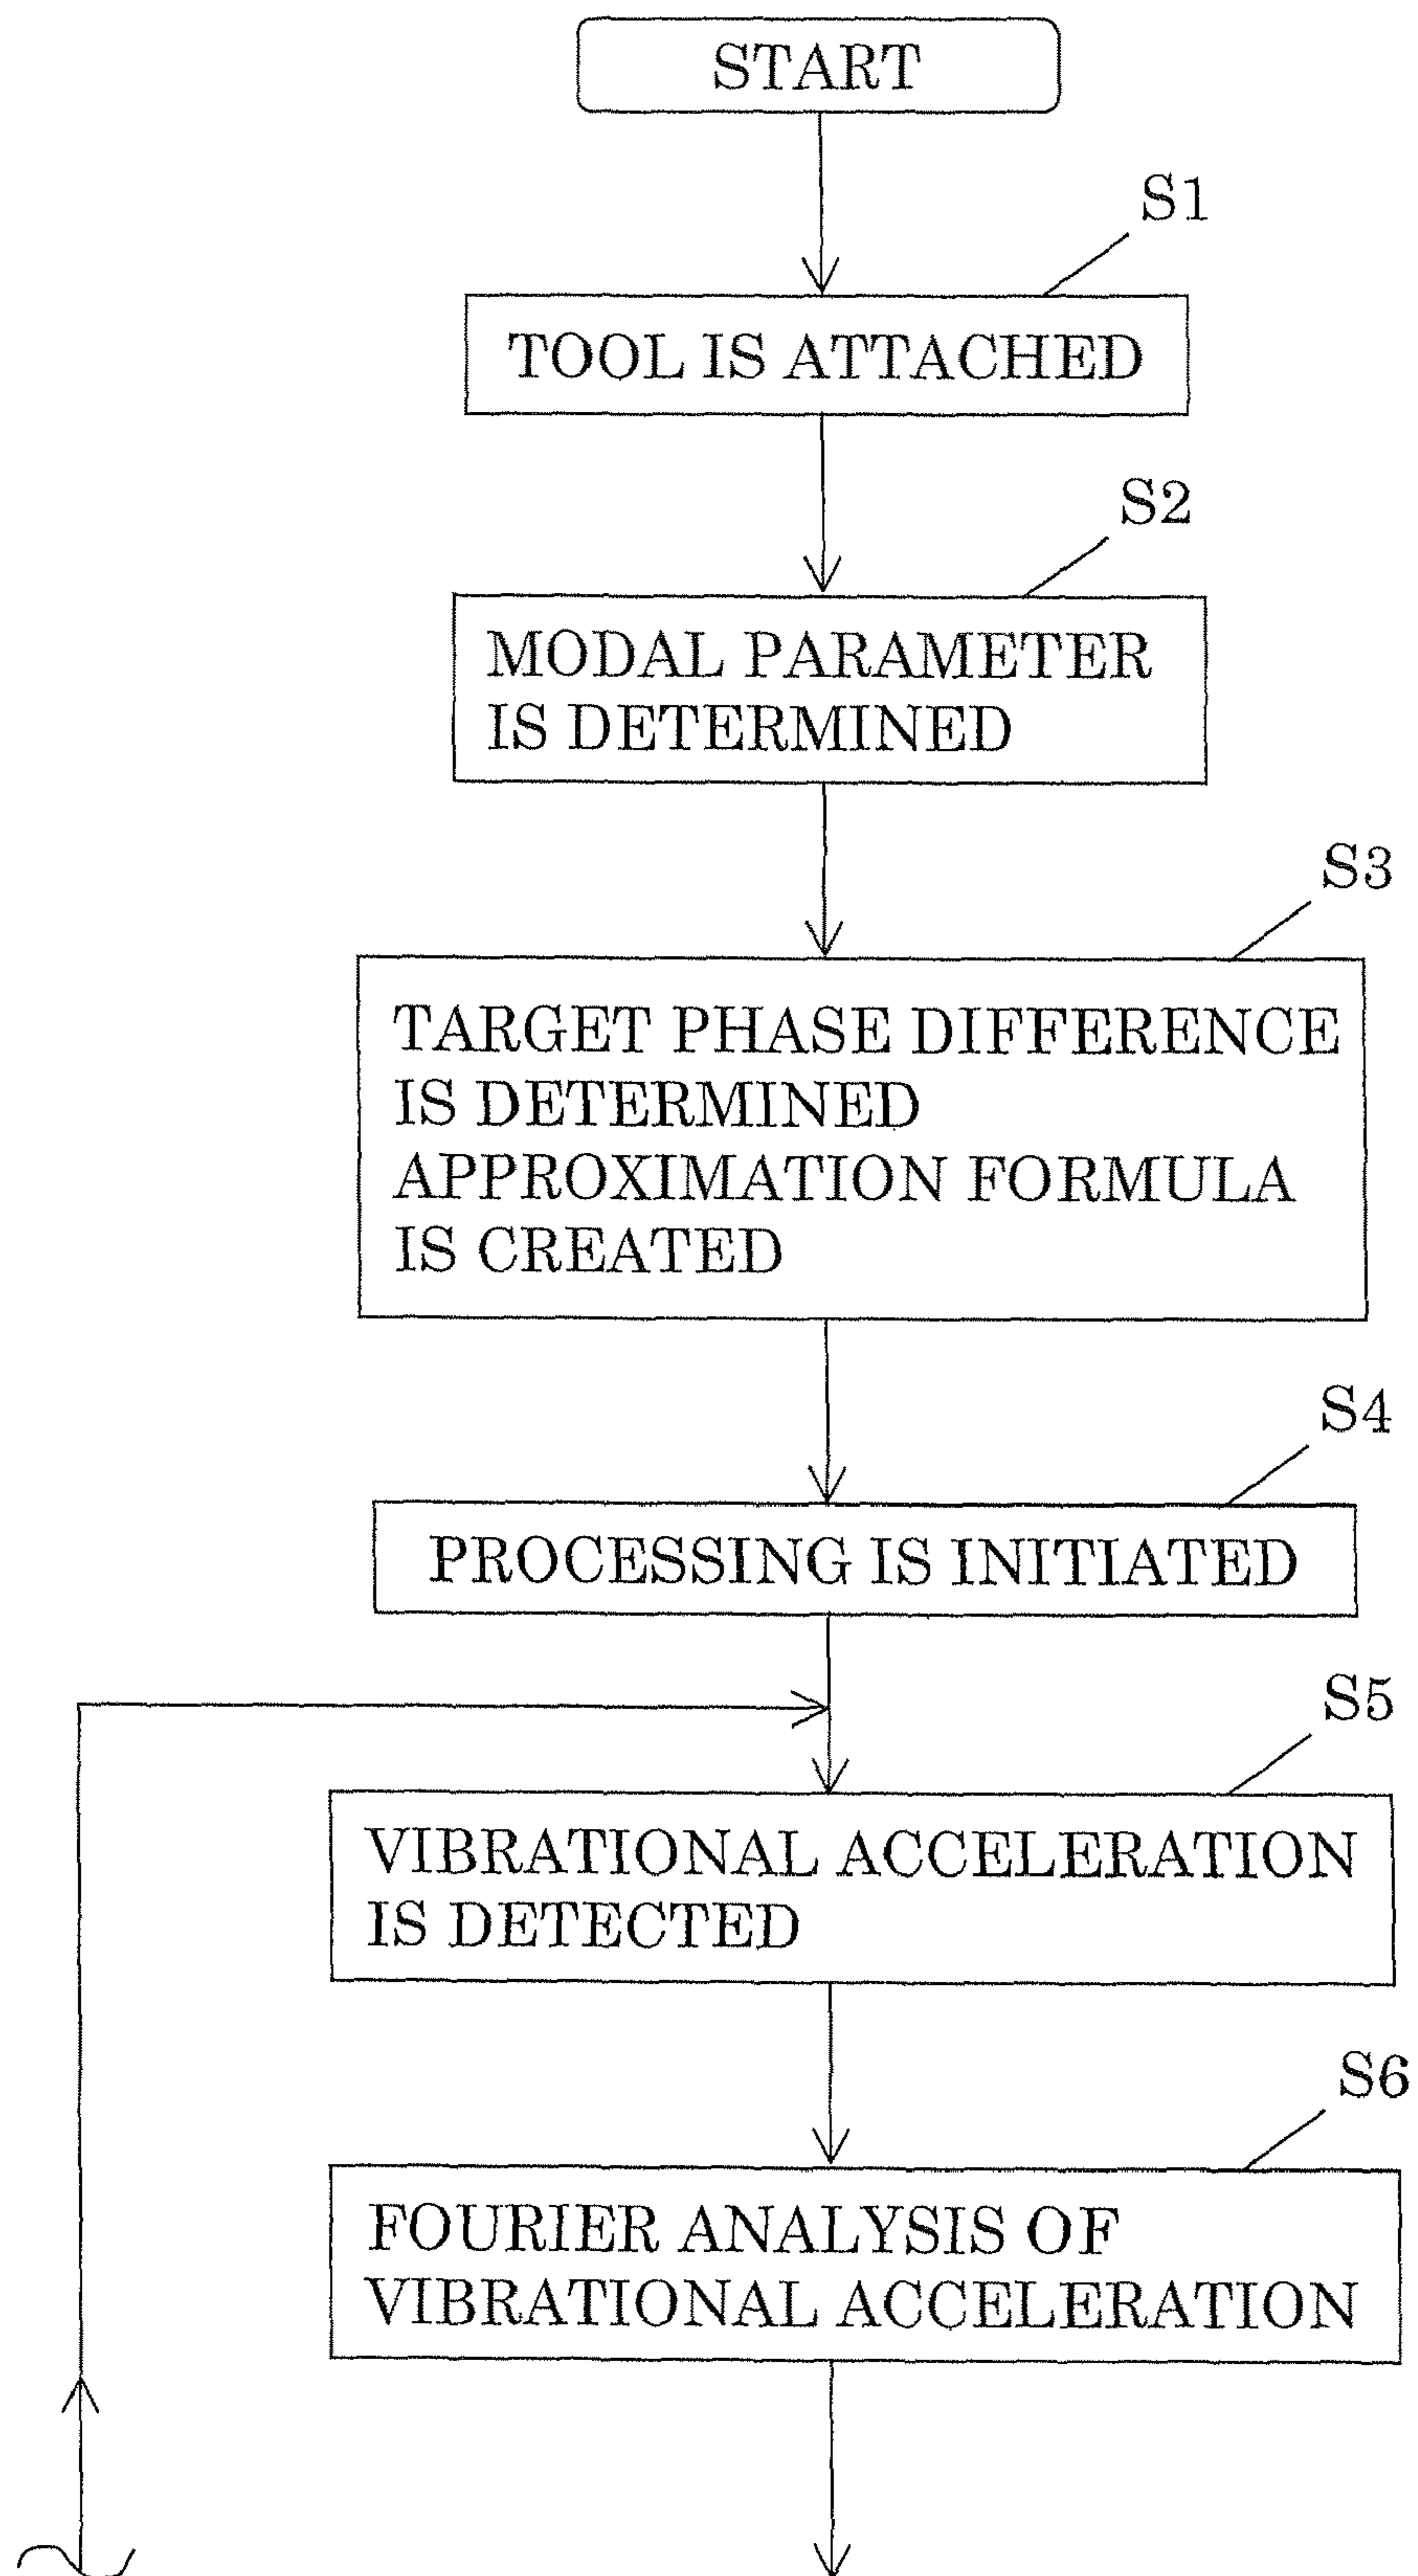 START
S1
TOOL IS ATTACHED
S2
MODAL PARAMETER
IS DETERMINED
S3
TARGET PHASE DIFFERENCE
IS DETERMINED
APPROXIMATION FORMULA
IS CREATED
S4
PROCESSING IS INITIATED
S5
VIBRATIONAL ACCELERATION
IS DETECTED
S6
FOURIER ANALYSIS OF
VIBRATIONAL ACCELERATION